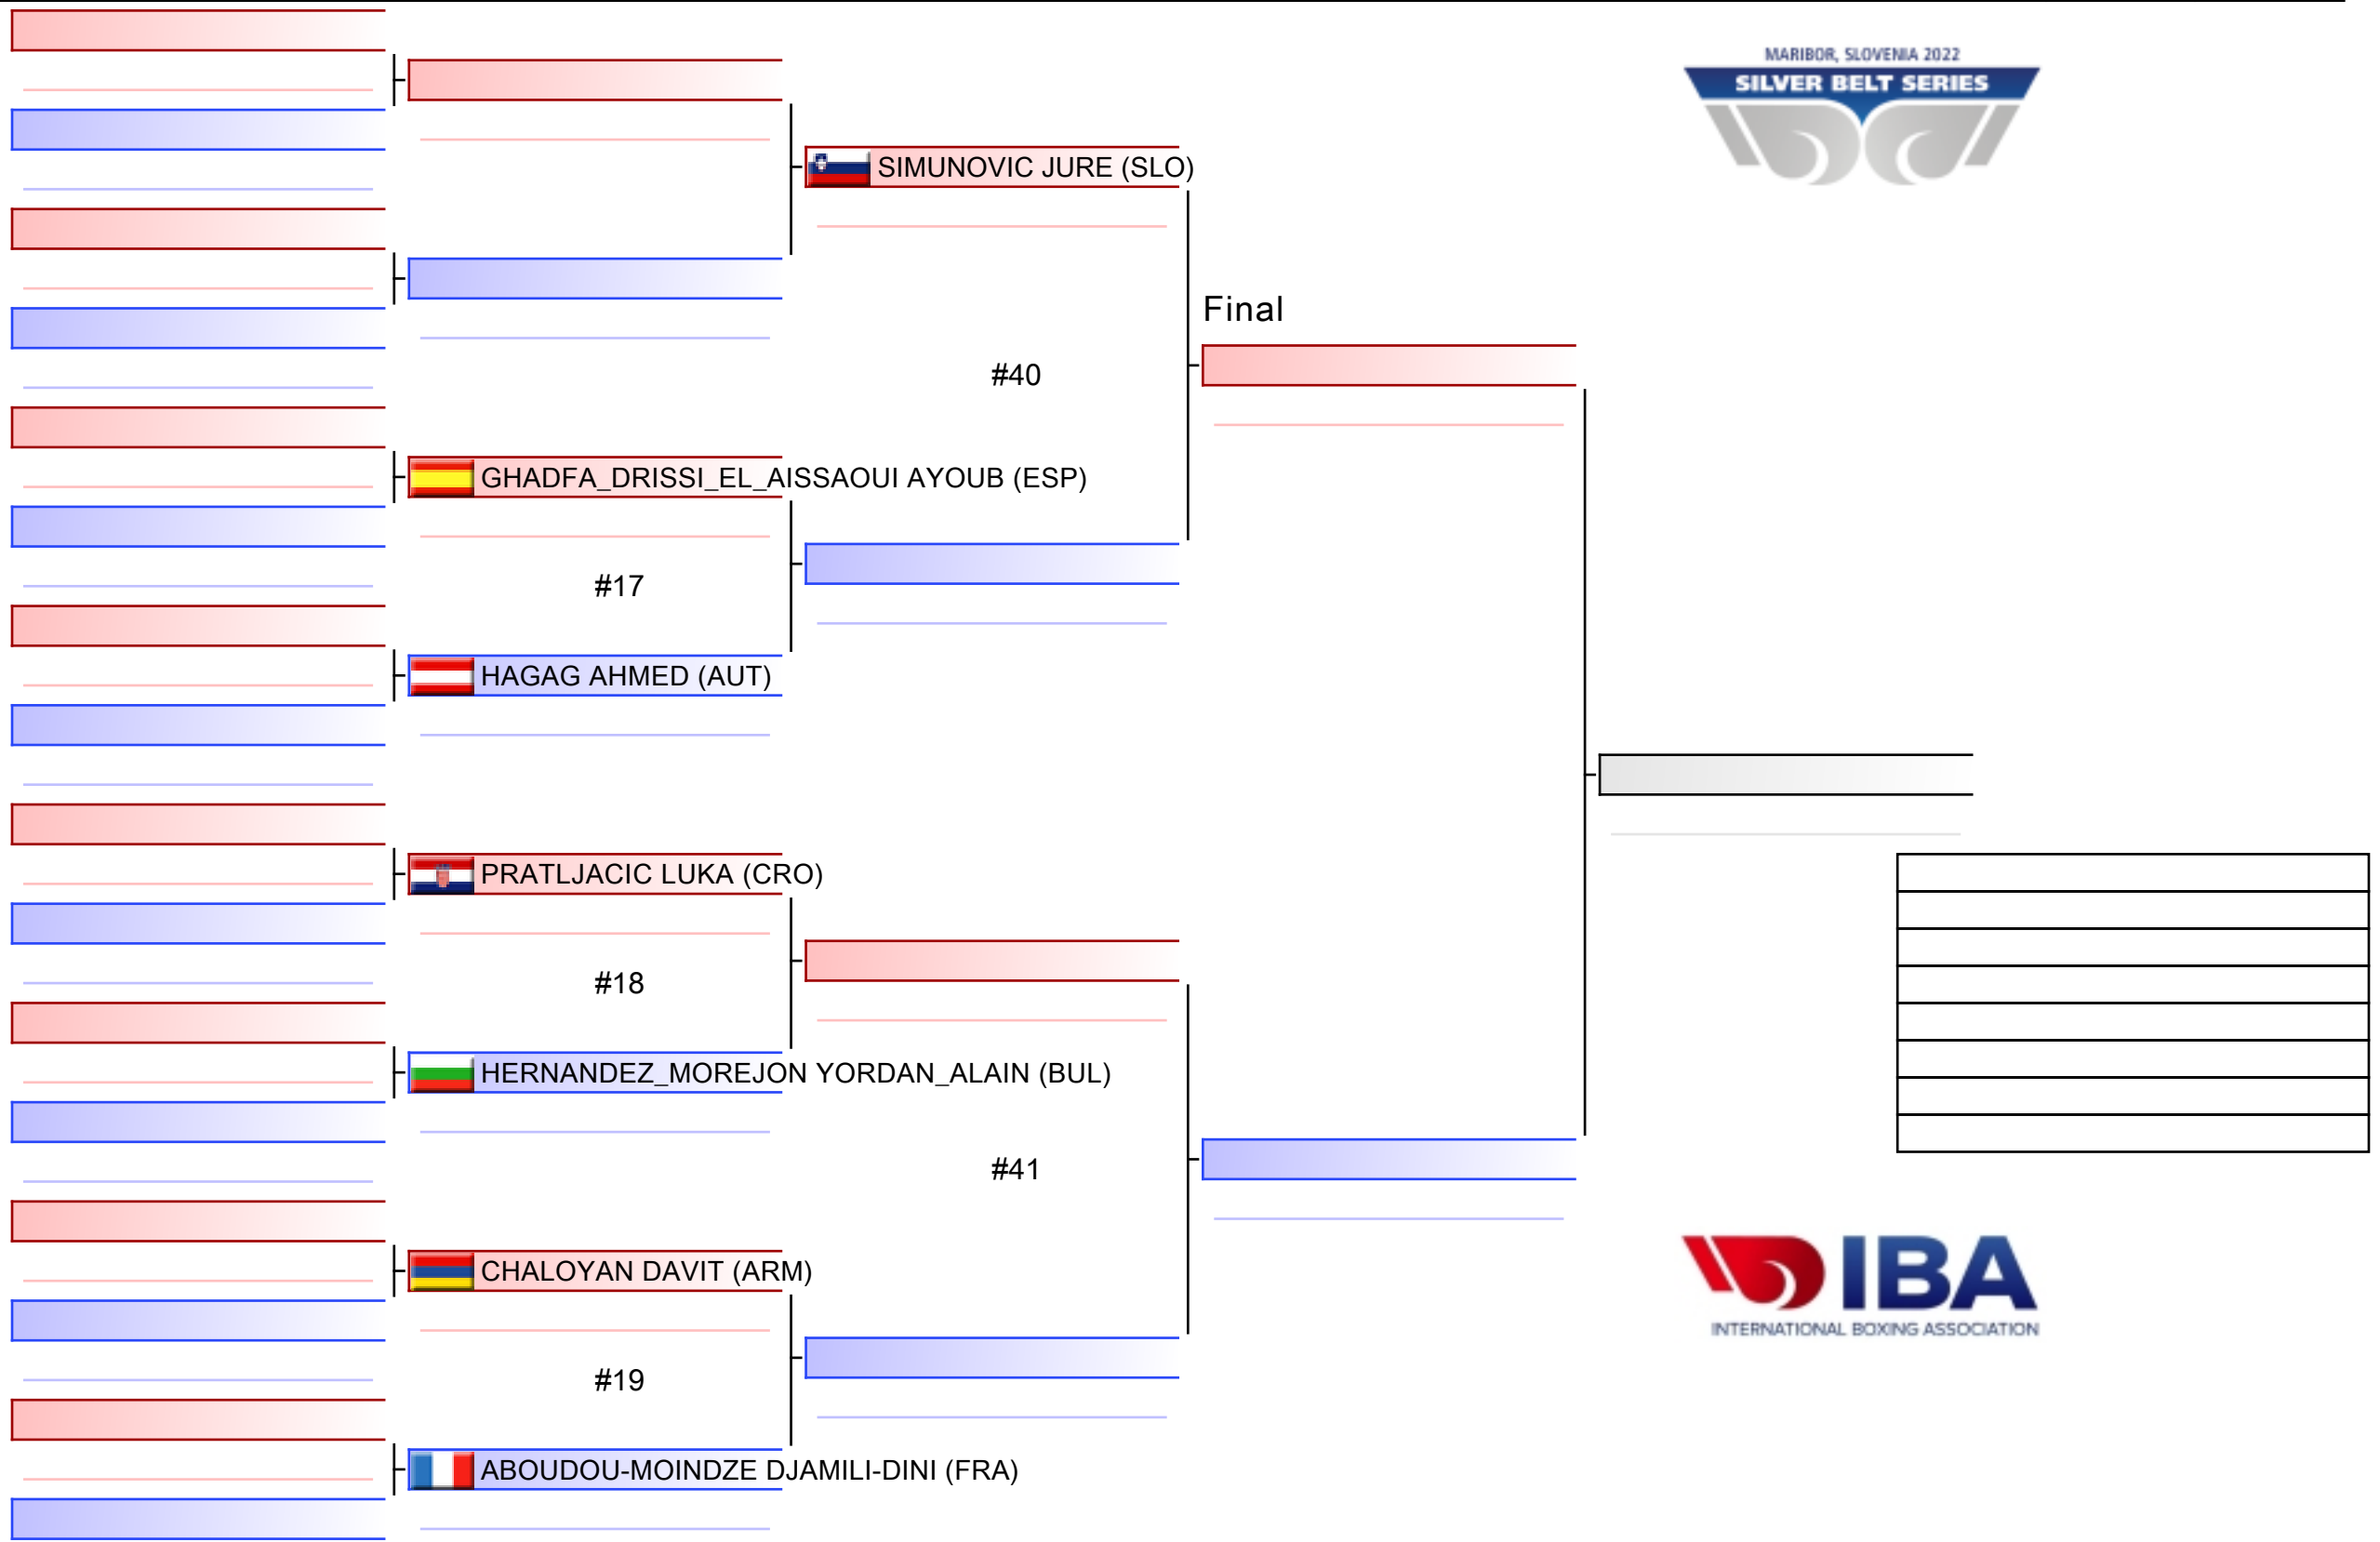 MARIBOR, SLOVENIA 2022
SILVER BELT SERIES
SIMUNOVIC JURE (SLO)
Final
#40
GHADFA_DRISSI_EL_AISSAOUI AYOUB (ESP)
#17
HAGAG AHMED (AUT)
PRATLJACIC LUKA (CRO)
#18
HERNANDEZ_MOREJON YORDAN_ALAIN (BUL)
#41
CHALOYAN DAVIT (ARM)
IBA
INTERNATIONAL BOXING ASSOCIATION
#19
ABOUDOU-MOINDZE DJAMILI-DINI (FRA)